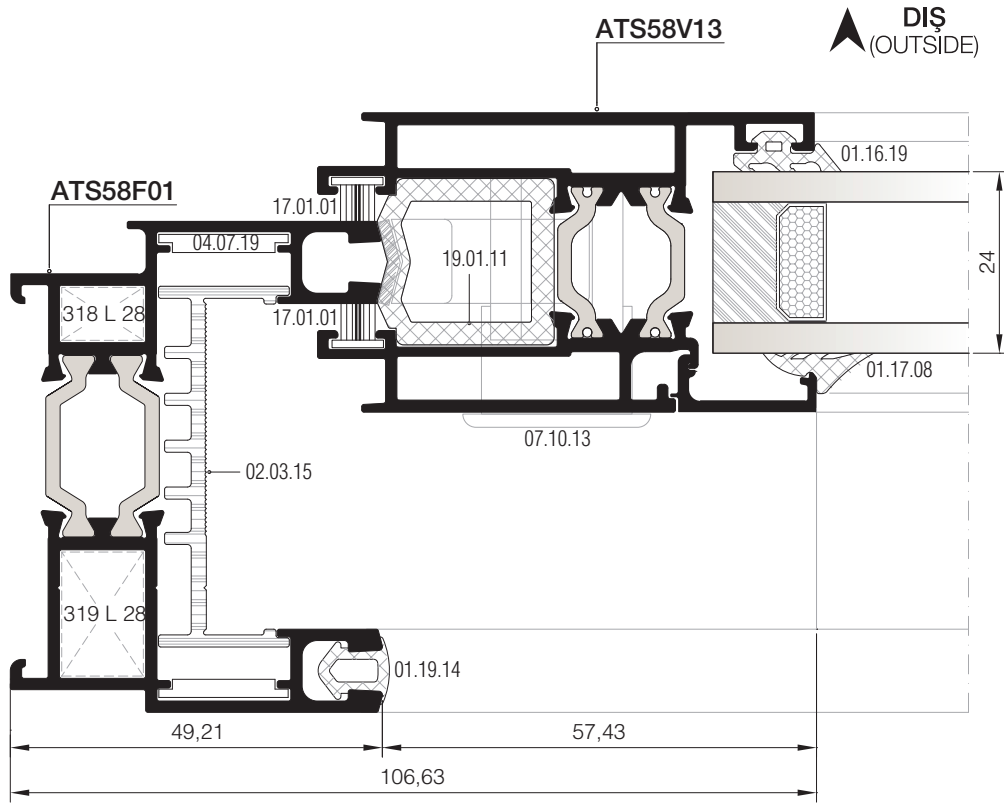 ATS58V13
DIŞ
(OUTSIDE)
01.16.19
ATS58F01
17.01.01
04.07.19
19.01.11
24
318 L 28
17.01.01
01.17.08
07.10.13
02.03.15
319 L 28
01.19.14
49,21
57,43
106,63